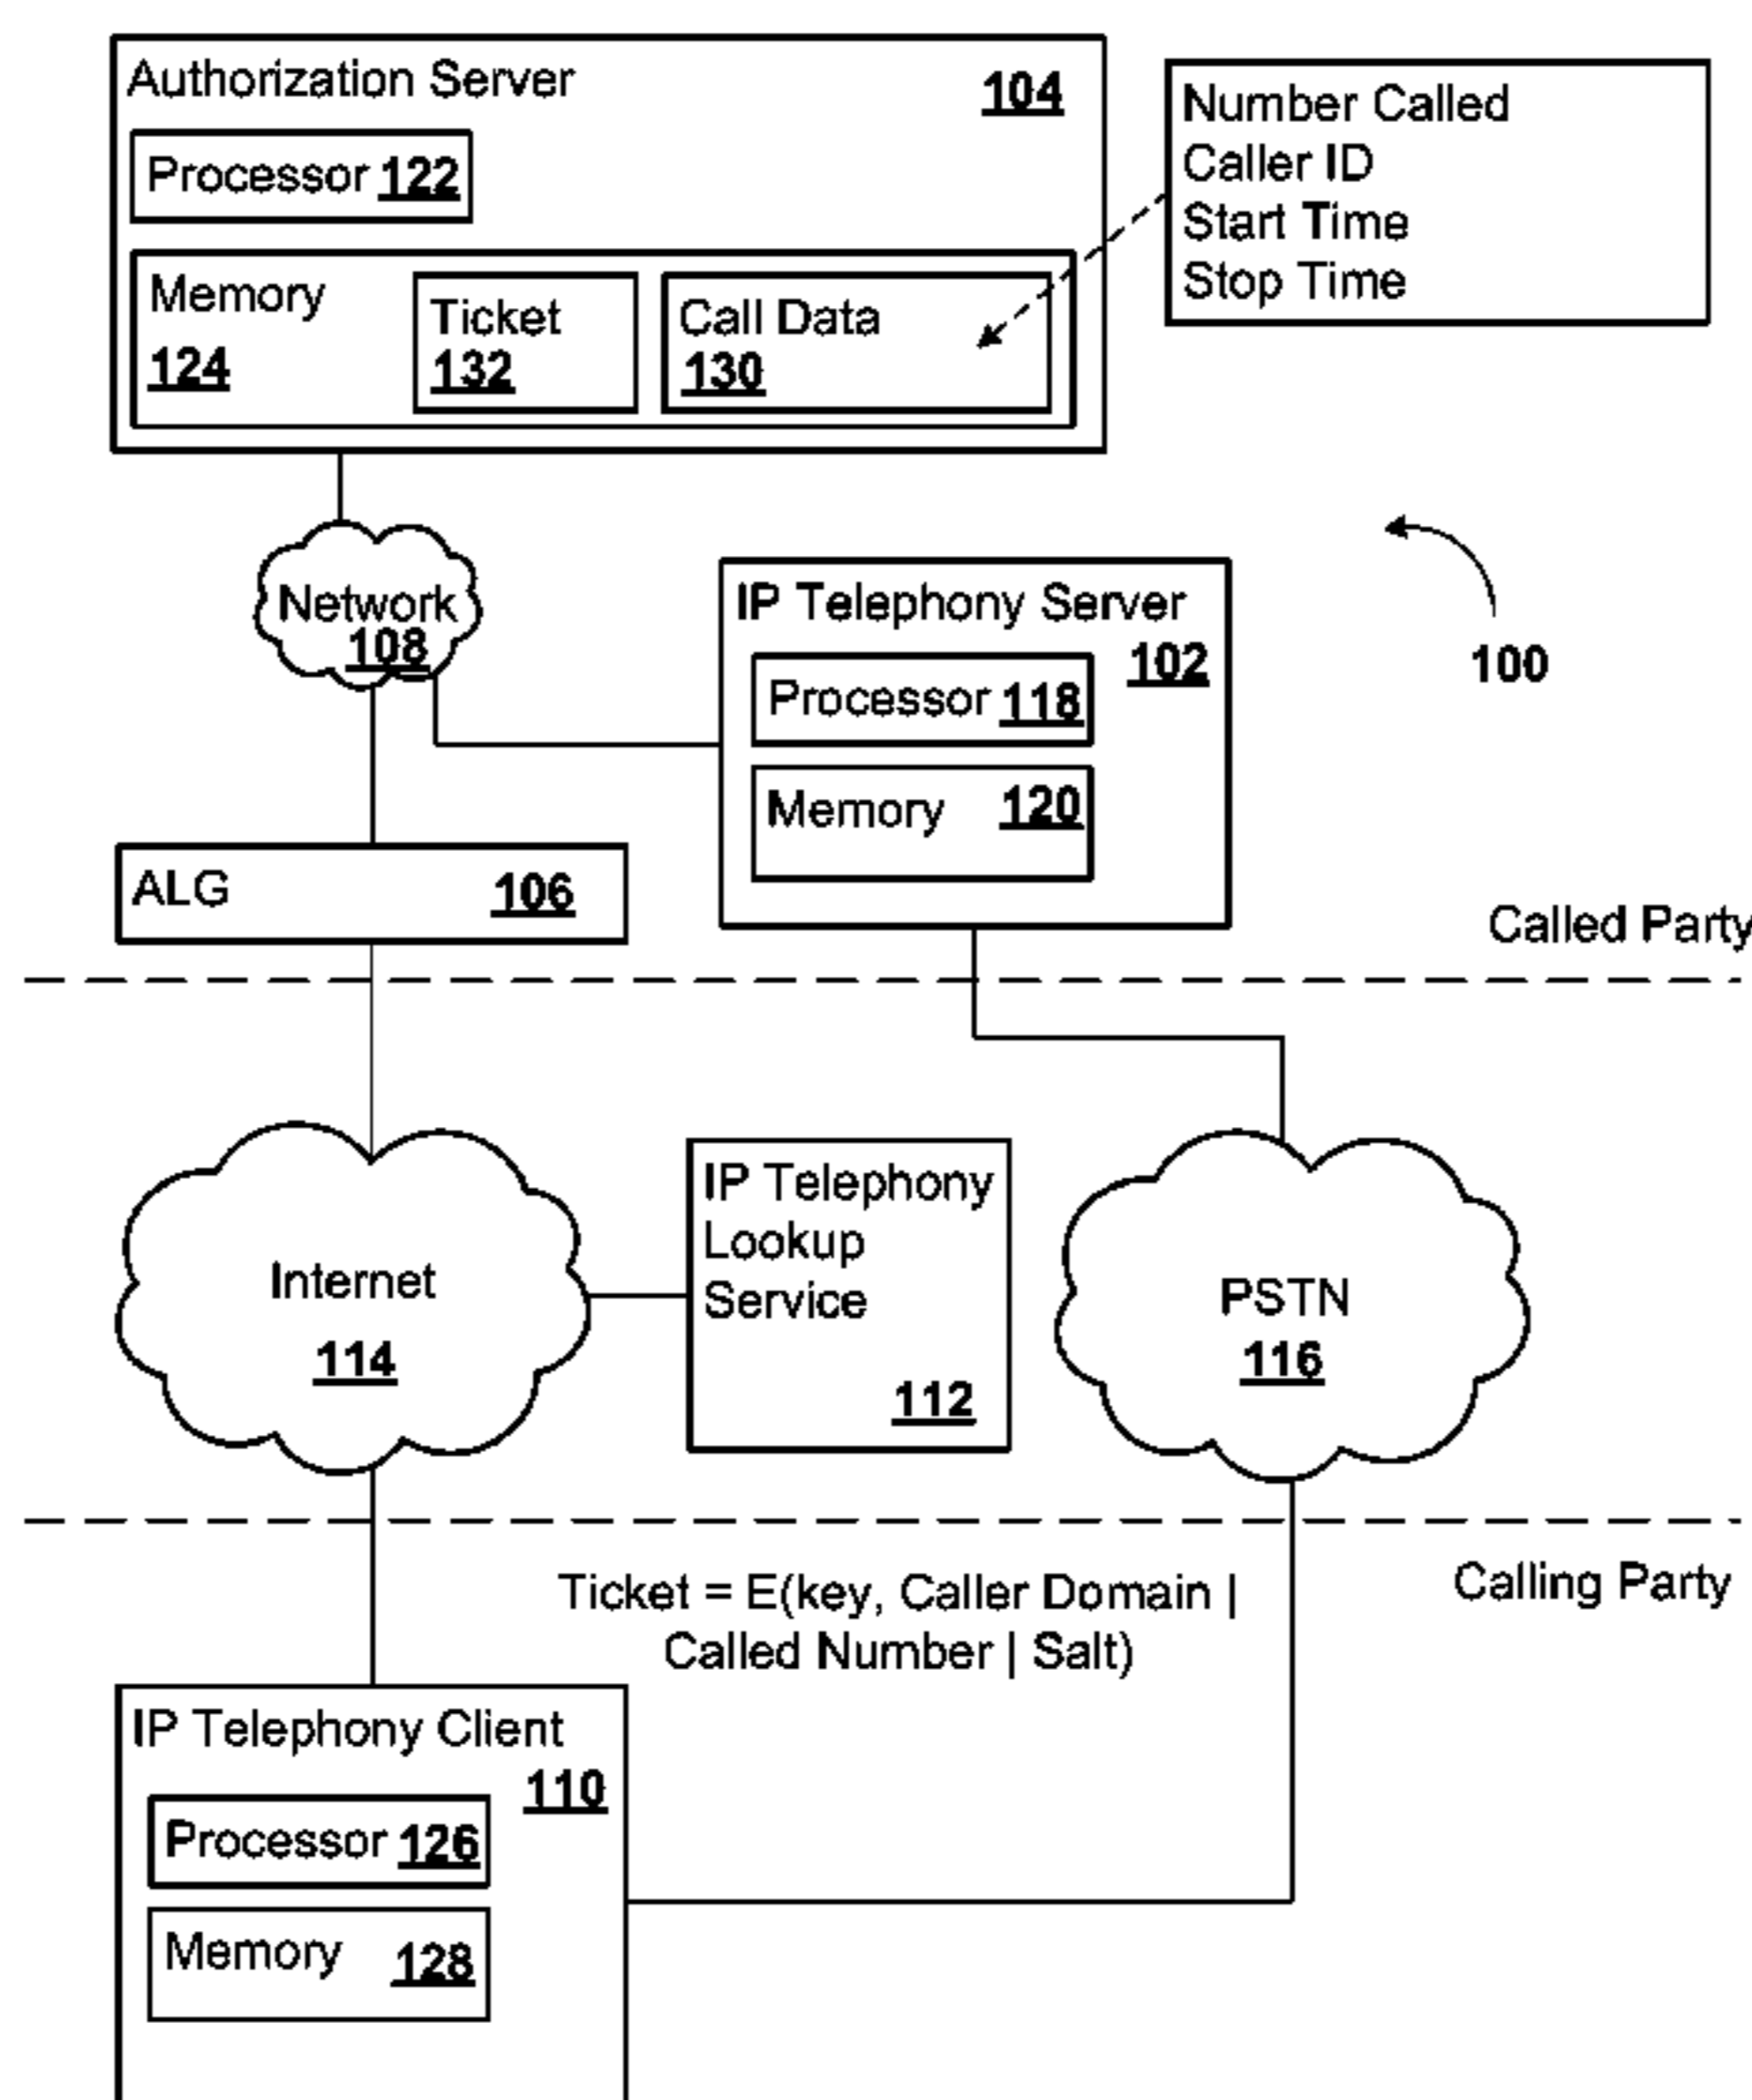 Authorization Server
104
Processor 122
Memory
124
Ticket
132
Call Data
130
Number Called
Caller ID
Start Time
Stop Time
Network
108
IP Telephony Server
102
Processor 118
Memory 120
100
ALG 106
Called Party
Internet
114
IP Telephony
Lookup
Service
112
PSTN
116
Ticket = E(key, Caller Domain |
Called Number | Salt)
Calling Party
IP Telephony Client
110
Processor 126
Memory 128